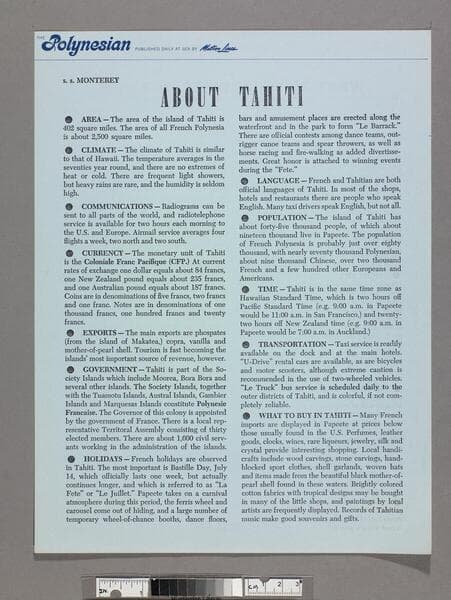 THE
Polynesian PUBLISHED DAILY AT SEA BY Matson Lines
s. s. MONTEREY
ABOUT TAHITI
AREA — The area of the island of Tahiti is
402 square miles. The area of all French Polynesia
is about 2,500 square miles.
CLIMATE — The climate of Tahiti is similar
to that of Hawaii. The temperature averages in the
seventies year round, and there are no extremes of
heat or cold. There are frequent light showers,
but heavy rains are rare, and the humidity is seldom
high.
COMMUNICATIONS — Radiograms can be
sent to all parts of the world, and radiotelephone
service is available for two hours each morning to
the U.S. and Europe. Airmail service averages four
flights a week, two north and two south.
CURRENCY — The monetary unit of Tahiti
is the Coloniale Franc Pacifique (CFP.) At current
rates of exchange one dollar equals about 84 francs,
one New Zealand pound equals about 235 francs,
and one Australian pound equals about 187 francs.
Coins are in denominations of five francs, two francs
and one franc. Notes are in denominations of one
thousand francs, one hundred francs and twenty
francs.
EXPORTS — The main exports are phospates
(from the island of Makatea,) copra, vanilla and
mother-of-pearl shell. Tourism is fast becoming the
islands' most important source of revenue, however.
GOVERNMENT — Tahiti is part of the So-
ciety Islands which include Moorea, Bora Bora and
several other islands. The Society Islands, together
with the Tuamotu Islands, Austral Islands, Gambier
Islands and Marquesas Islands constitute Polynesie
Francaise. The Governor of this colony is appointed
by the government of France. There is a local rep-
resentative Territoral Assembly consisting of thirty
elected members. There are about 1,600 civil serv-
ants working in the administration of the islands.
HOLIDAYS — French holidays are observed
in Tahiti. The most important is Bastille Day, July
14, which officially lasts one week, but actually
continues longer, and which is referred to as "La
Fete" or "Le Juillet." Papeete takes on a carnival
atmosphere during this period, the ferris wheel and
carousel come out of hiding, and a large number of
temporary wheel-of-chance booths, dance floors,
bars and amusement places are erected along the
waterfront and in the park to form "Le Barrack."
There are official contests among dance teams, out-
rigger canoe teams and spear throwers, as well as
horse racing and fire-walking as added divertise-
ments. Great honor is attached to winning events
during the "Fete."
LANGUAGE — French and Tahitian are both
official languages of Tahiti. In most of the shops,
hotels and restaurants there are people who speak
English. Many taxi drivers speak English, but not all.
POPULATION — The island of Tahiti has
about forty-five thousand people, of which about
nineteen thousand live in Papeete. The population
of French Polynesia is probably just over eighty
thousand, with nearly seventy thousand Polynesian,
about nine thousand Chinese, over two thousand
French and a few hundred other Europeans and
Americans.
TIME — Tahiti is in the same time zone as
Hawaiian Standard Time, which is two hours off
Pacific Standard Time (e.g. 9:00 a.m. in Papeete
would be 11:00 a.m. in San Francisco,) and twenty-
two hours of New Zealand time (e.g. 9:00 a.m. in
Papeete would be 7:00 a.m. in Auckland.)
TRANSPORTATION — Taxi service is readily
available on the dock and at the main hotels.
"U-Drive" rental cars are available, as are bicycles
and motor scooters, although extreme caution is
recommended in the use of two-wheeled vehicles.
"Le Truck" bus service is scheduled daily to the
outer districts of Tahiti, and is colorful, if not com-
pletely reliable.
WHAT TO BUY IN TAHITI — Many French
imports are displayed in Papeete at prices below
those usually found in the U.S. Perfumes, leather
goods, clocks, wines, rare liqueurs, jewelry, silk and
crystal provide interesting shopping. Local handi-
crafts include wood carvings, stone carvings, hand-
blocked sport clothes, shell garlands, woven hats
and items made from the beautiful black mother-of-
pearl shell found in these waters. Brightly colored
cotton fabrics with tropical designs may be bought
in many of the little shops, and paintings by local
artists are frequently displayed. Records of Tahitian
music make good souvenirs and gifts.
IN.
1
CM
2
3